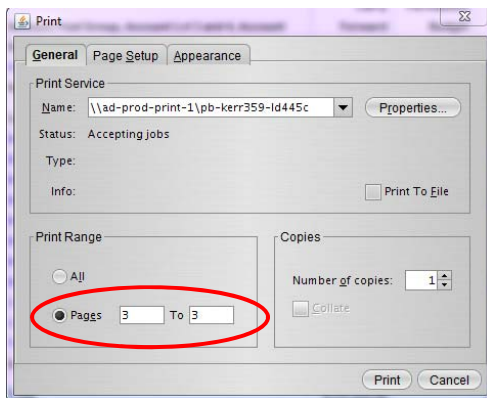 Print
General Page Setup Appearance
Print Service
Name: \\ad-prod-print-1\pb-kerr359-ld445c Properties...
Status: Accepting jobs
Type:
Info: Print To File
Print Range Copies
All Number of copies: 1
Pages 3 To 3 Collate
Print Cancel